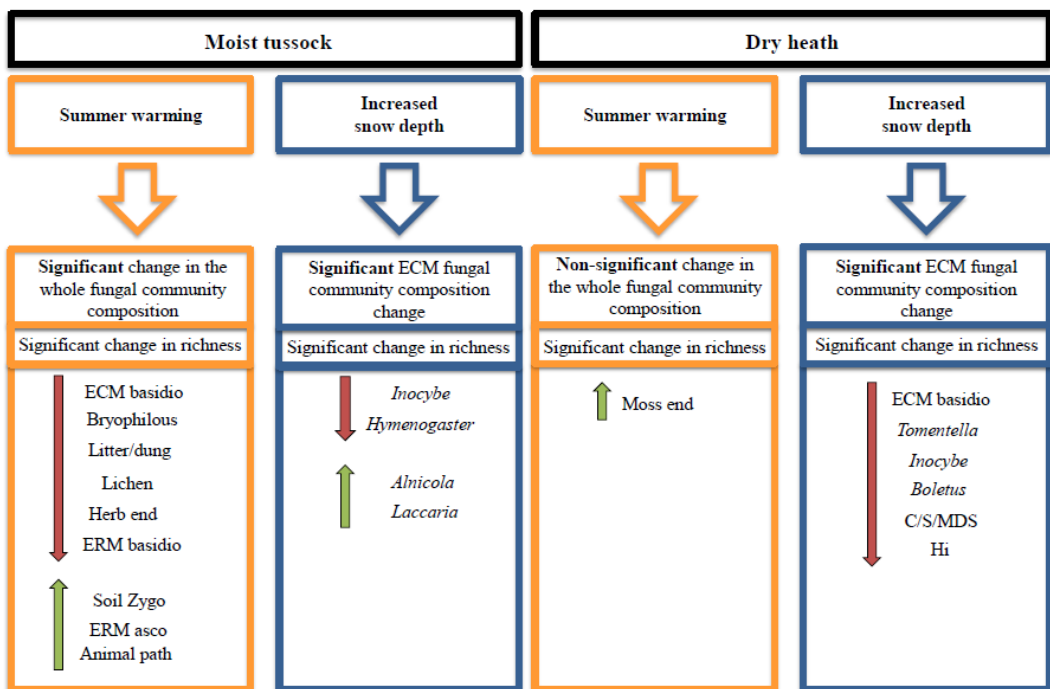 Moist tussock
Dry heath
Summer warming
Increased
snow depth
Summer warming
Increased
snow depth
Significant change in the
whole fungal community
composition
Significant change in richness
ECM basidio
Bryophilous
Litter/dung
Lichen
Herb end
ERM basidio
Soil Zygo
ERM asco
Animal path
Significant ECM fungal
community composition
change
Significant change in richness
Inocybe
Hymenogaster
Alnicola
Laccaria
Non-significant change in
the whole fungal community
composition
Significant change in richness
Moss end
Significant ECM fungal
community composition
change
Significant change in richness
ECM basidio
Tomentella
Inocybe
Boletus
C/S/MDS
Hi